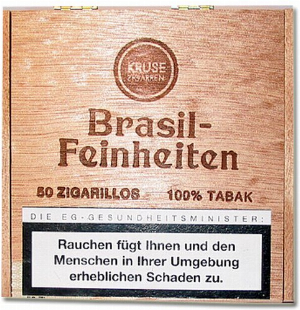 KRUSE
ZIGARREN
Brasil-
Feinheiten
50 ZIGARILLOS - 100% TABAK
DIE EG-GESUNDHEITSMINISTER:
Rauchen fügt Ihnen und den
Menschen in Ihrer Umgebung
erheblichen Schaden zu.